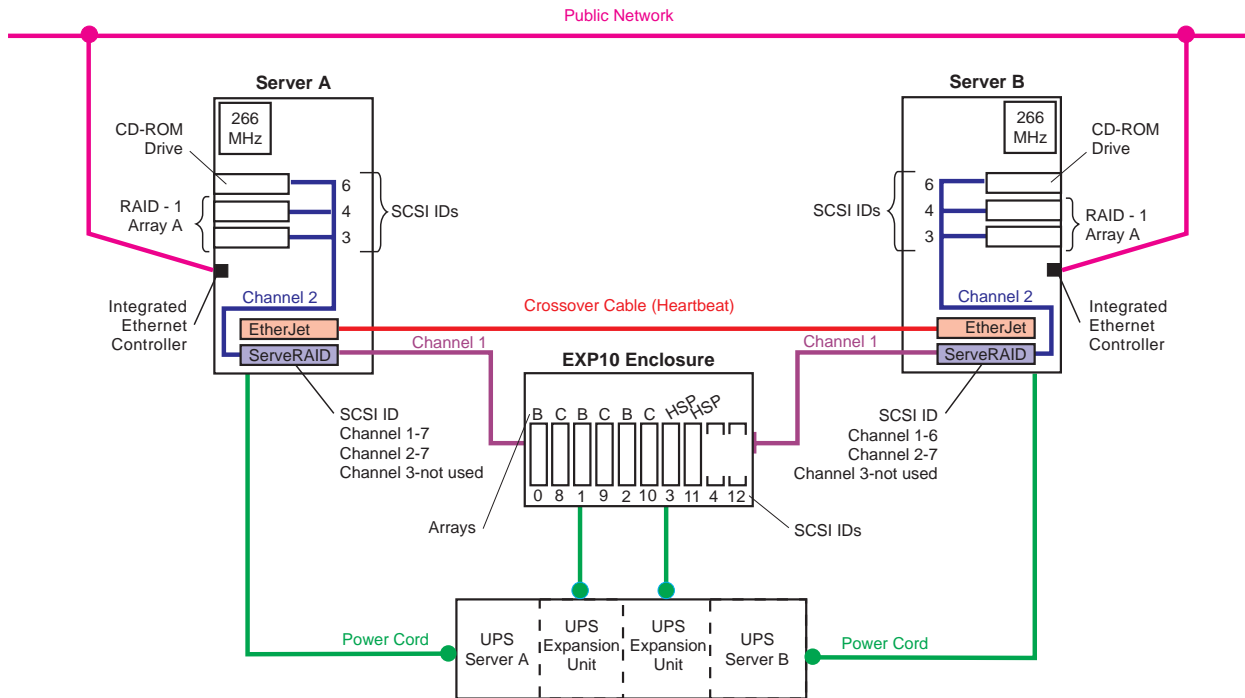 Public Network
Server A
Server B
266
MHz
266
MHz
CD-ROM
Drive
CD-ROM
Drive
6
4
3
SCSI IDs
RAID - 1
Array A
SCSI IDs
6
4
3
RAID - 1
Array A
Integrated
Ethernet
Controller
Channel 2
Channel 2
Integrated
Ethernet
Controller
Crossover Cable (Heartbeat)
EtherJet
EtherJet
ServeRAID
ServeRAID
Channel 1
Channel 1
EXP10 Enclosure
SCSI ID
Channel 1-7
Channel 2-7
Channel 3-not used
B C B C B C HSP HSP
0 8 1 9 2 10 3 11 4 12
SCSI ID
Channel 1-6
Channel 2-7
Channel 3-not used
Arrays
SCSI IDs
Power Cord
UPS
Server A
UPS
Expansion
Unit
UPS
Expansion
Unit
UPS
Server B
Power Cord